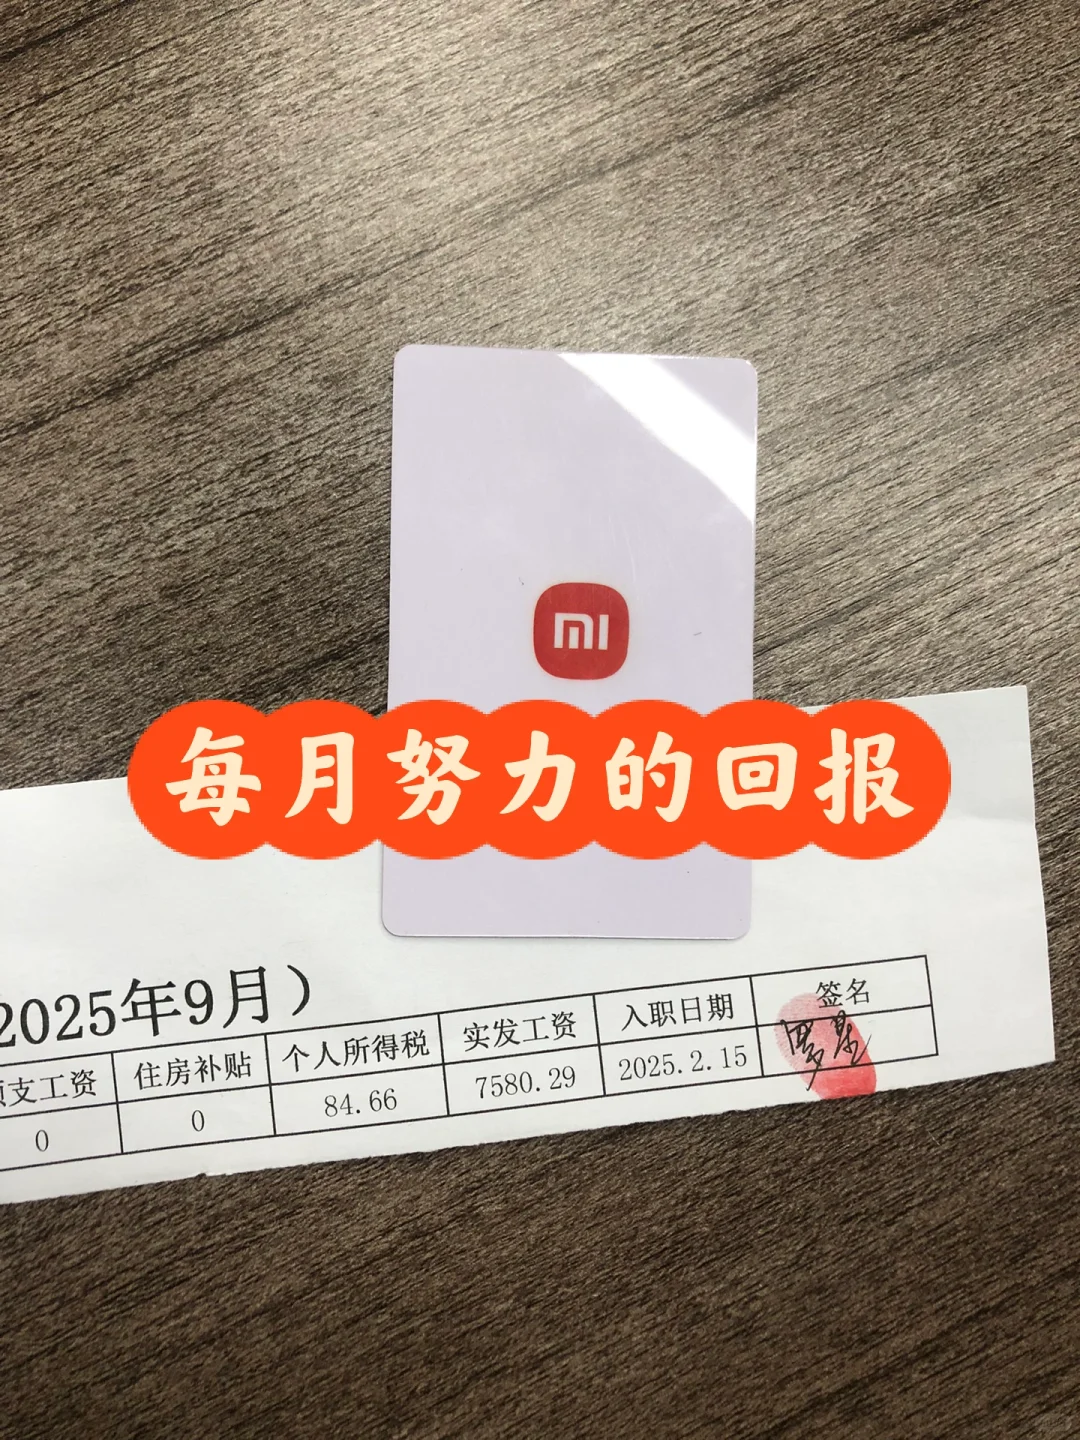 mi
每月努力的回报
2025年9月）
支工资 住房补贴 个人所得税 实发工资 入职日期 签名
0 0 84.66 7580.29 2025.2.15